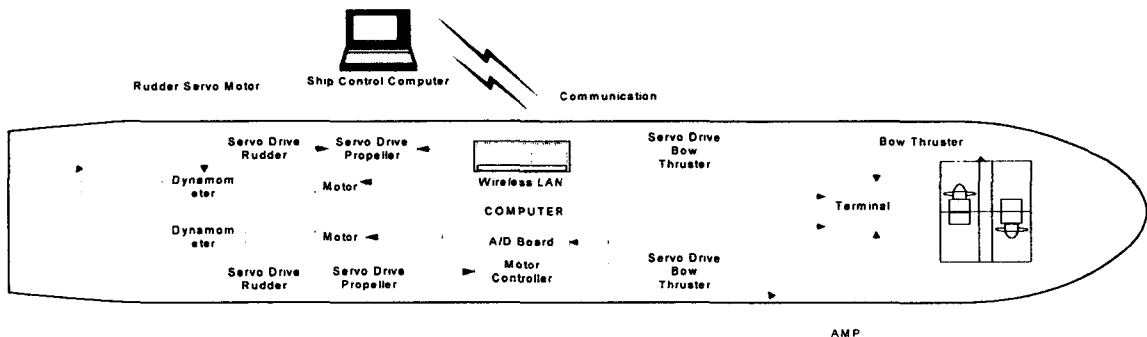 Rudder Servo Motor
Ship Control Computer
Communication
Servo Drive
Rudder
Servo Drive
Propeller
Servo Drive
Bow
Thruster
Bow Thruster
Dynamom
eter
Motor
Wireless LAN
COMPUTER
Terminal
Dynamom
eter
Motor
A/D Board
Motor
Controller
Servo Drive
Rudder
Servo Drive
Propeller
Servo Drive
Bow
Thruster
AMP